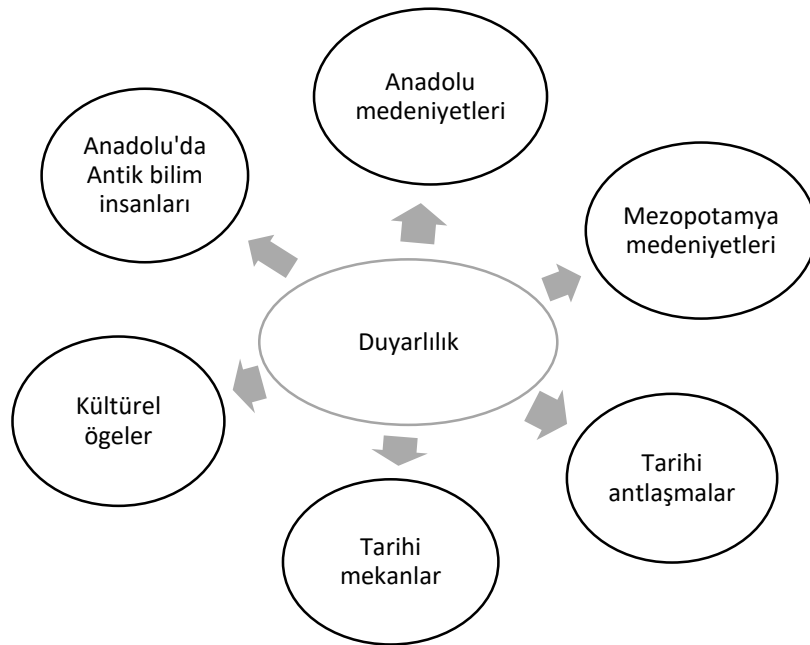 Anadolu
medeniyetleri
Anadolu'da
Antik bilim
insanları
Mezopotamya
medeniyetleri
Duyarlılık
Kültürel
ögeler
Tarihi
antlaşmalar
Tarihi
mekanlar